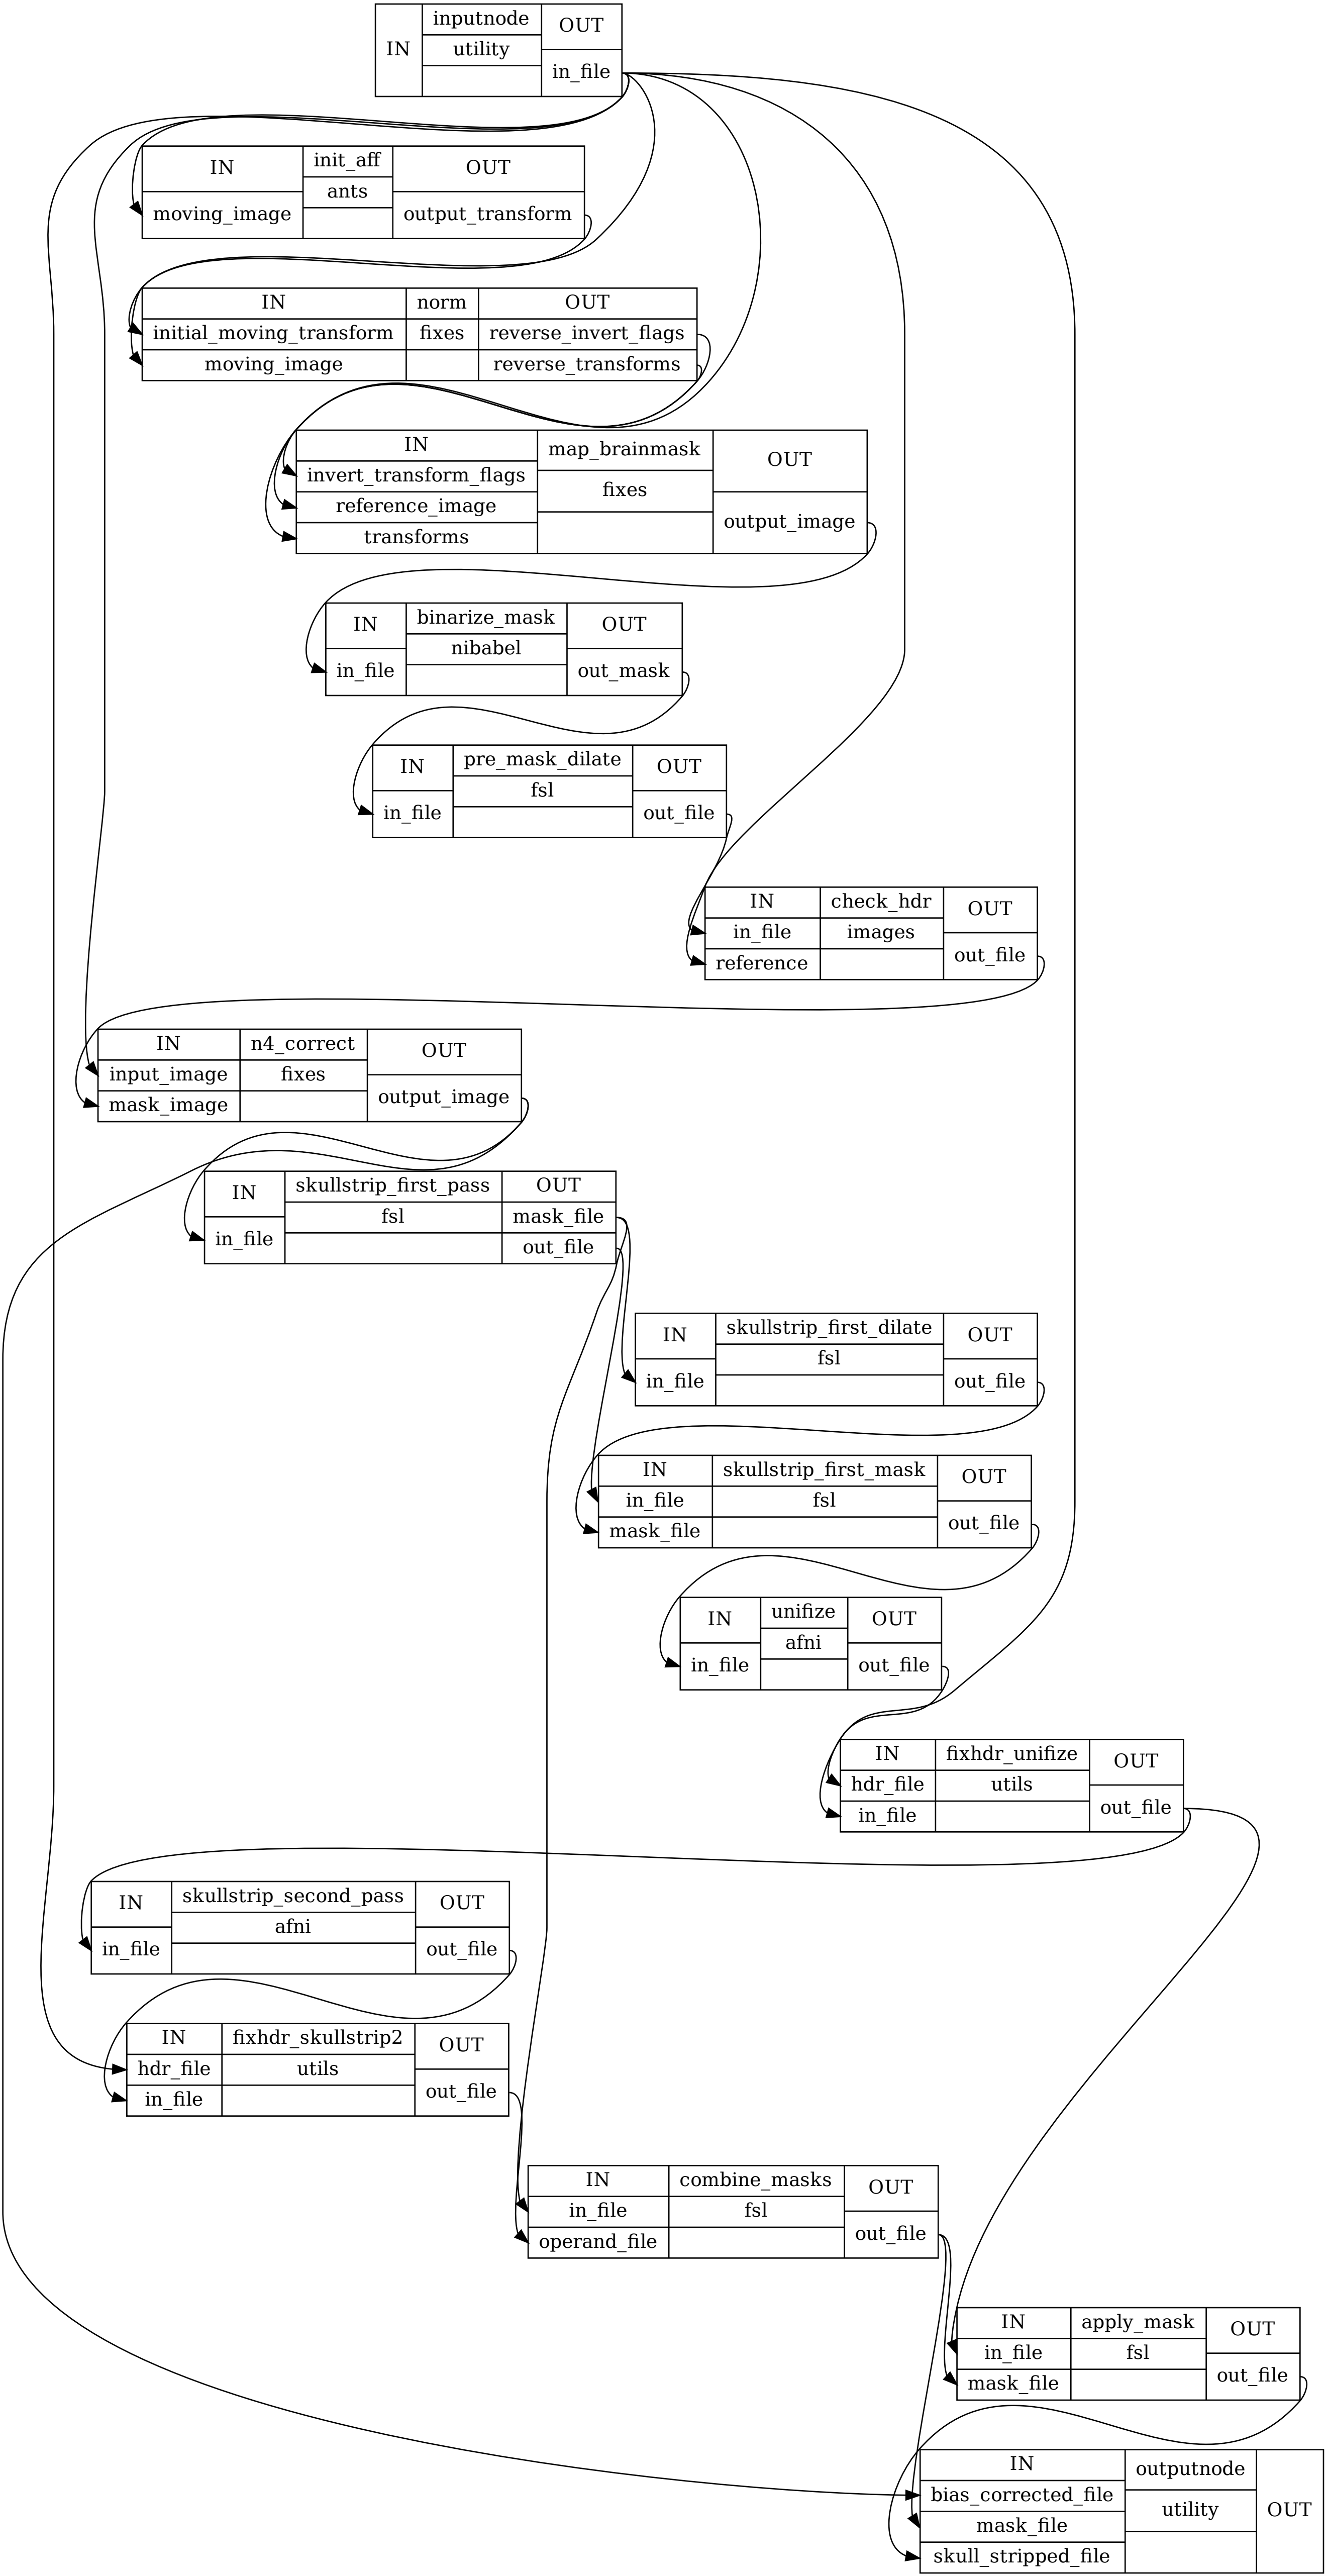 IN
inputnode
utility
OUT
in_file
IN
moving_image
init_aff
ants
OUT
output_transform
IN
initial_moving_transform
moving_image
norm
fixes
OUT
reverse_invert_flags
reverse_transforms
IN
invert_transform_flags
reference_image
transforms
map_brainmask
fixes
OUT
output_image
IN
in_file
binarize_mask
nibabel
OUT
out_mask
IN
in_file
pre_mask_dilate
fsl
OUT
out_file
IN
in_file
reference
check_hdr
images
OUT
out_file
IN
input_image
mask_image
n4_correct
fixes
OUT
output_image
IN
in_file
skullstrip_first_pass
fsl
OUT
mask_file
out_file
IN
in_file
skullstrip_first_dilate
fsl
OUT
out_file
IN
in_file
mask_file
skullstrip_first_mask
fsl
OUT
out_file
IN
in_file
unifize
afni
OUT
out_file
IN
hdr_file
in_file
fixhdr_unifize
utils
OUT
out_file
IN
in_file
skullstrip_second_pass
afni
OUT
out_file
IN
hdr_file
in_file
fixhdr_skullstrip2
utils
OUT
out_file
IN
in_file
operand_file
combine_masks
fsl
OUT
out_file
IN
in_file
mask_file
apply_mask
fsl
OUT
out_file
IN
bias_corrected_file
mask_file
skull_stripped_file
outputnode
utility
OUT